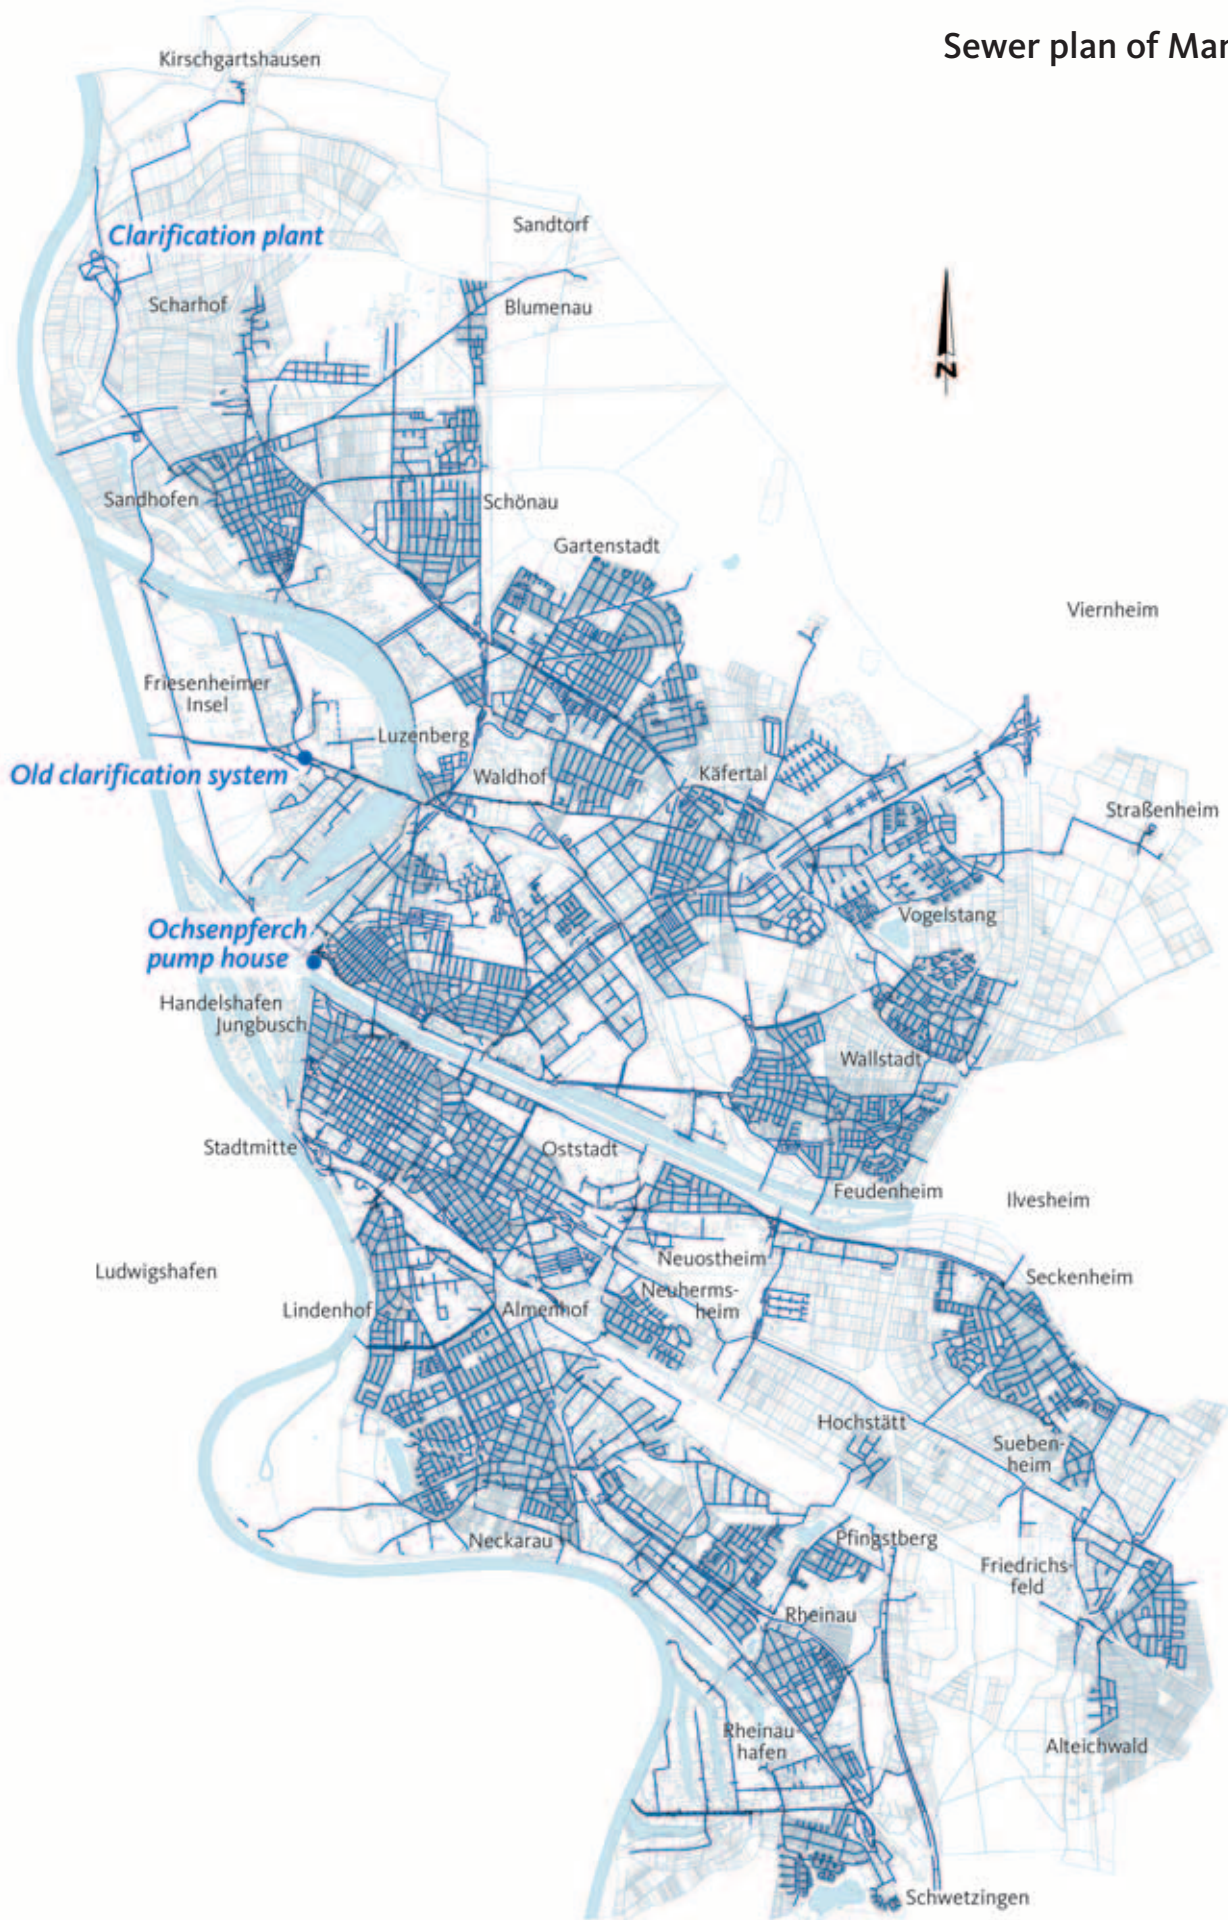 Sewer plan of Mar
Kirschgartshausen
Sandtorf
Clarification plant
Scharhof
Blumenau
N
Sandhofen
Schönau
Gartenstadt
Viernheim
Friesenheimer
Insel
Luzenberg
Old clarification system
Waldhof
Käfertal
Straßenheim
Vogelstang
Ochsenpferch
pump house
Handelshafen
Jungbusch
Wallstadt
Stadtmitte
Oststadt
Feudenheim
Ilvesheim
Ludwigshafen
Neuostheim
Seckenheim
Lindenhof
Almenhof
Neuherms-
heim
Hochstätt
Sueben-
heim
Neckarau
Pfingstberg
Friedrichs-
feld
Rheinau
Rheinau-
hafen
Alteichwald
Schwetzingen